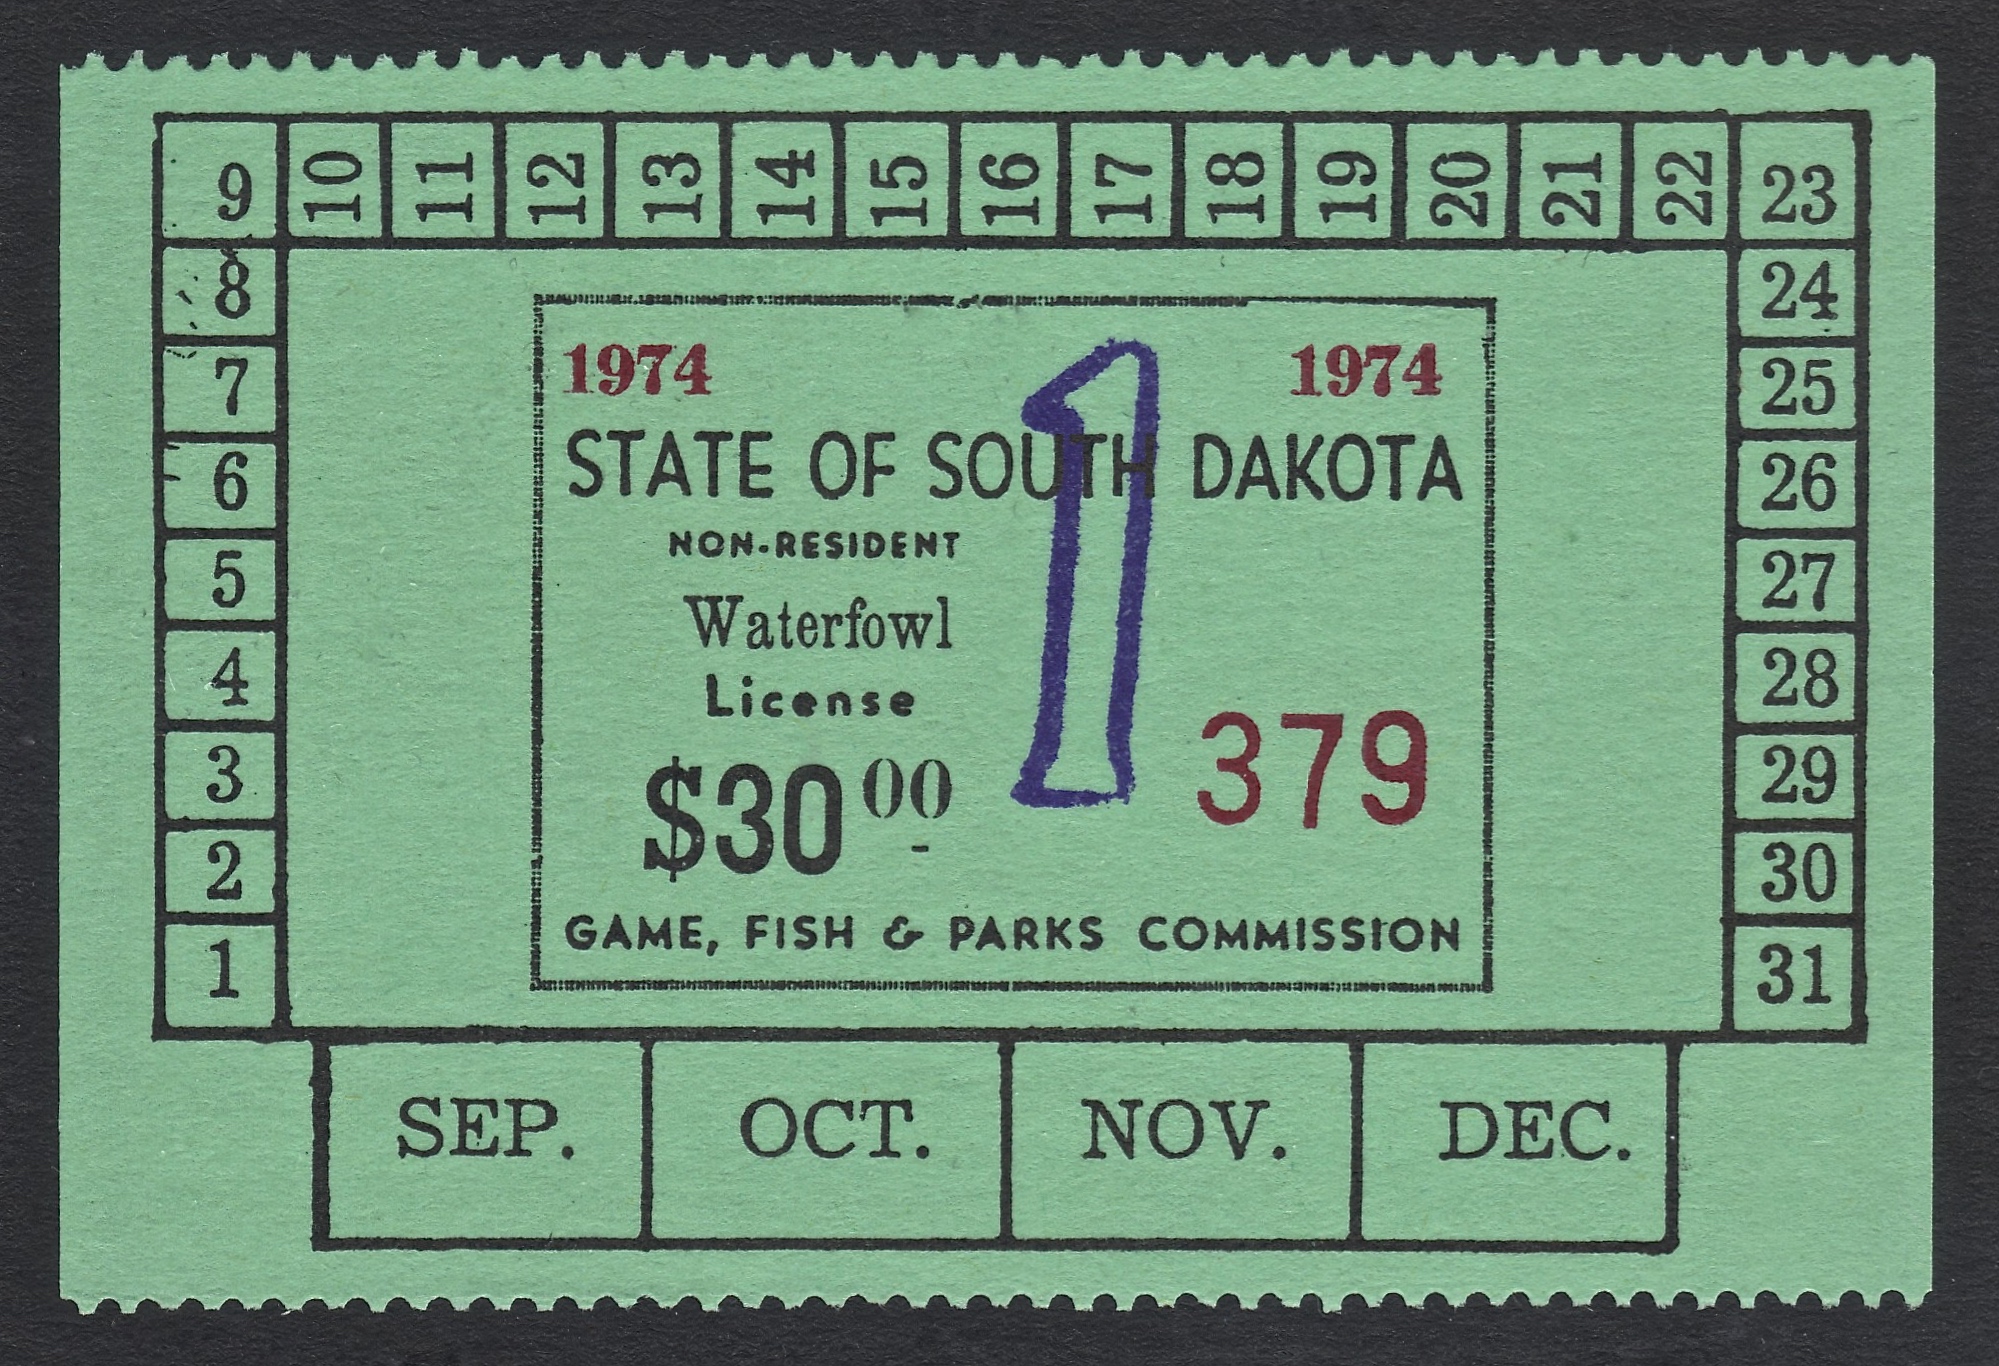 9 10 11 12 13 14 15 16 17 18 19 20 21 22 23
8 24
7 25
6 26
5 27
4 28
3 29
2 30
1 31
1974 1974
STATE OF SOUTH DAKOTA
NON-RESIDENT
Waterfowl
License
1
$30 00
379
GAME, FISH & PARKS COMMISSION
SEP. OCT. NOV. DEC.